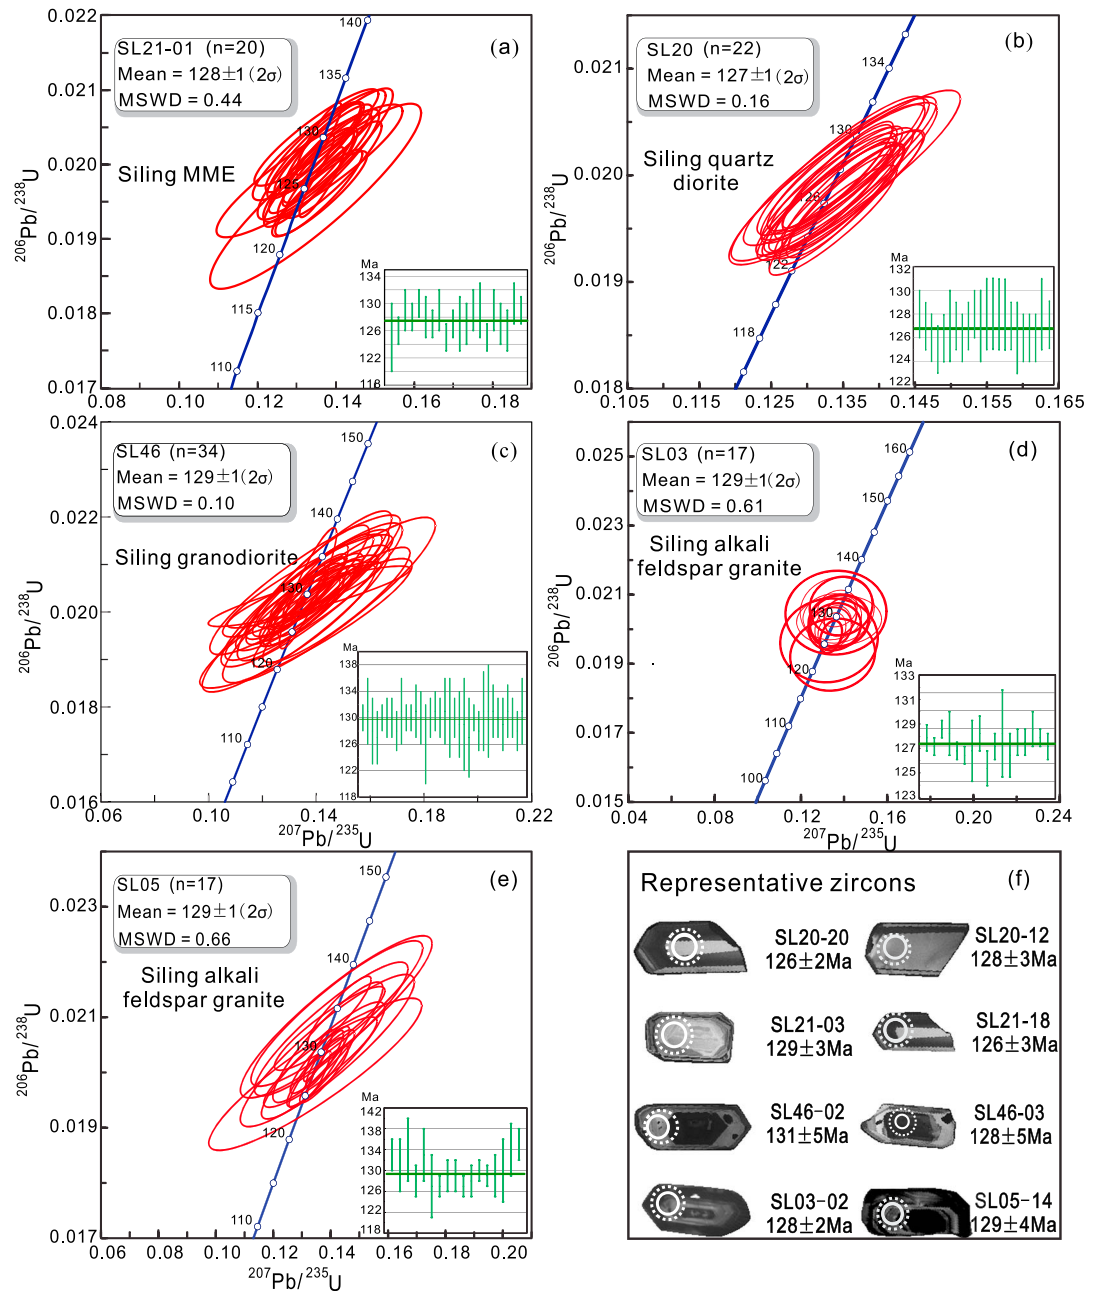 (a)
SL21-01 (n=20)
Mean = 128±1(2σ)
MSWD = 0.44
Siling MME
206Pb/238U
0.022
0.021
0.020
0.019
0.018
0.017
0.08
0.10
0.12
0.14
0.16
0.18
140
135
130
125
120
115
110
Ma
134
130
126
122
118
(b)
SL20 (n=22)
Mean = 127±1(2σ)
MSWD = 0.16
Siling quartz
diorite
206Pb/238U
0.021
0.020
0.019
0.018
0.105
0.115
0.125
0.135
0.145
0.155
0.165
134
130
126
122
118
Ma
132
130
128
126
124
122
(c)
SL46 (n=34)
Mean = 129±1(2σ)
MSWD = 0.10
Siling granodiorite
206Pb/238U
0.024
0.022
0.020
0.018
0.016
0.06
0.10
0.14
0.18
0.22
207Pb/235U
150
140
130
120
110
Ma
138
134
130
126
122
118
(d)
SL03 (n=17)
Mean = 129±1(2σ)
MSWD = 0.61
Siling alkali
feldspar granite
206Pb/238U
0.025
0.023
0.021
0.019
0.017
0.015
0.04
0.08
0.12
0.16
0.20
0.24
207Pb/235U
160
150
140
130
120
110
100
Ma
133
131
129
127
125
123
(e)
SL05 (n=17)
Mean = 129±1(2σ)
MSWD = 0.66
Siling alkali
feldspar granite
206Pb/238U
0.023
0.021
0.019
0.017
0.06
0.08
0.10
0.12
0.14
0.16
0.18
0.20
207Pb/235U
150
140
130
120
110
Ma
142
138
134
130
126
122
118
Representative zircons
(f)
SL20-20
126±2Ma
SL20-12
128±3Ma
SL21-03
129±3Ma
SL21-18
126±3Ma
SL46-02
131±5Ma
SL46-03
128±5Ma
SL03-02
128±2Ma
SL05-14
129±4Ma